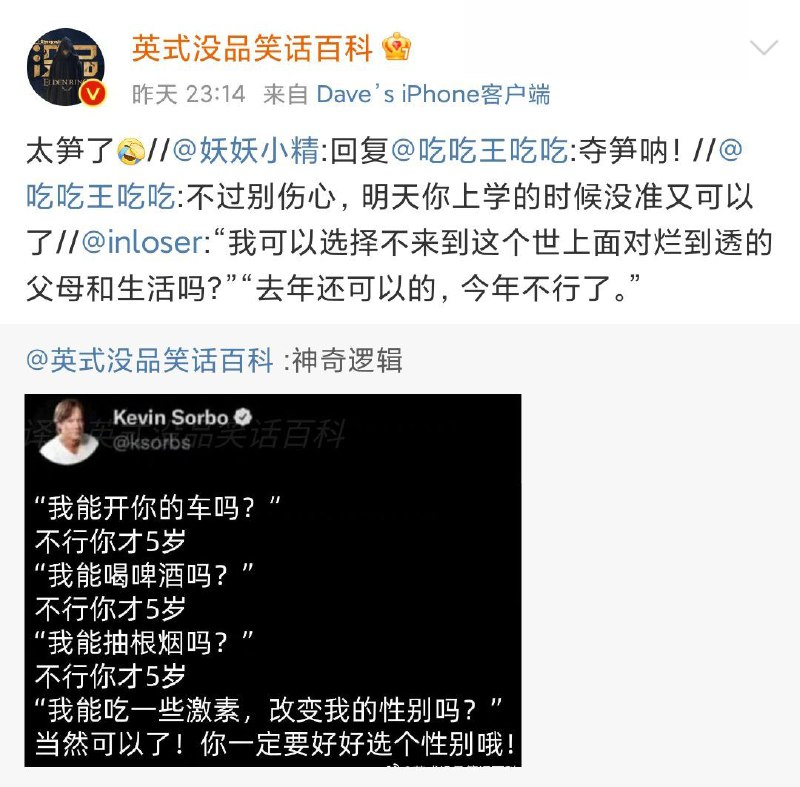 英式没品笑话百科
昨天 23:14 来自 Dave's iPhone客户端
太笋了//@妖妖小精:回复@吃吃王吃吃:夺笋呐！//@
吃吃王吃吃:不过别伤心，明天你上学的时候没准又可以
了//@inloser:“我可以选择不来到这个世上面对烂到透的
父母和生活吗?”“去年还可以的，今年不行了。”
@英式没品笑话百科 :神奇逻辑
Kevin Sorbo
@ksorbs
译 英式没品笑话百科
“我能开你的车吗？”
不行你才5岁
“我能喝啤酒吗？”
不行你才5岁
“我能抽根烟吗？”
不行你才5岁
“我能吃一些激素，改变我的性别吗？”
当然可以了！你一定要好好选个性别哦！